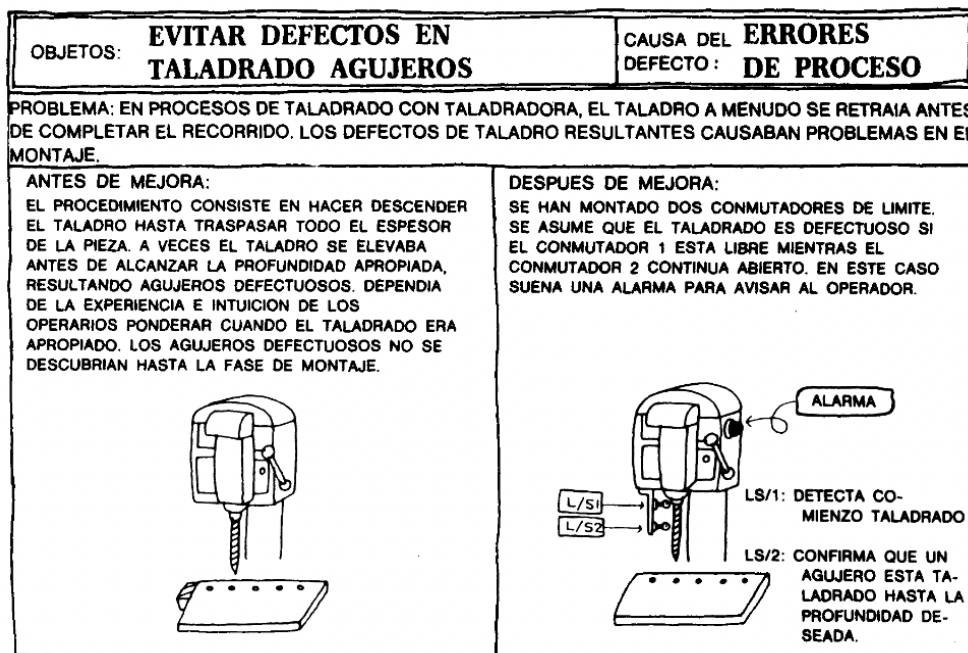 OBJETOS: EVITAR DEFECTOS EN
TALADRADO AGUJEROS
CAUSA DEL ERRORES
DEFECTO: DE PROCESO
PROBLEMA: EN PROCESOS DE TALADRADO CON TALADRADORA, EL TALADRO A MENUDO SE RETRAIA ANTES
DE COMPLETAR EL RECORRIDO. LOS DEFECTOS DE TALADRO RESULTANTES CAUSABAN PROBLEMAS EN EL
MONTAJE.
ANTES DE MEJORA:
EL PROCEDIMIENTO CONSISTE EN HACER DESCENDER
EL TALADRO HASTA TRASPASAR TODO EL ESPESOR
DE LA PIEZA. A VECES EL TALADRO SE ELEVABA
ANTES DE ALCANZAR LA PROFUNDIDAD APROPIADA,
RESULTANDO AGUJEROS DEFECTUOSOS. DEPENDIA
DE LA EXPERIENCIA E INTUICION DE LOS
OPERARIOS PONDERAR CUANDO EL TALADRADO ERA
APROPIADO. LOS AGUJEROS DEFECTUOSOS NO SE
DESCUBRIAN HASTA LA FASE DE MONTAJE.
DESPUES DE MEJORA:
SE HAN MONTADO DOS CONMUTADORES DE LIMITE.
SE ASUME QUE EL TALADRADO ES DEFECTUOSO SI
EL CONMUTADOR 1 ESTA LIBRE MIENTRAS EL
CONMUTADOR 2 CONTINUA ABIERTO. EN ESTE CASO
SUENA UNA ALARMA PARA AVISAR AL OPERADOR.
ALARMA
L/S1
L/S2
LS/1: DETECTA CO-
MIENZO TALADRADO
LS/2: CONFIRMA QUE UN
AGUJERO ESTA TA-
LADRADO HASTA LA
PROFUNDIDAD DE-
SEADA.